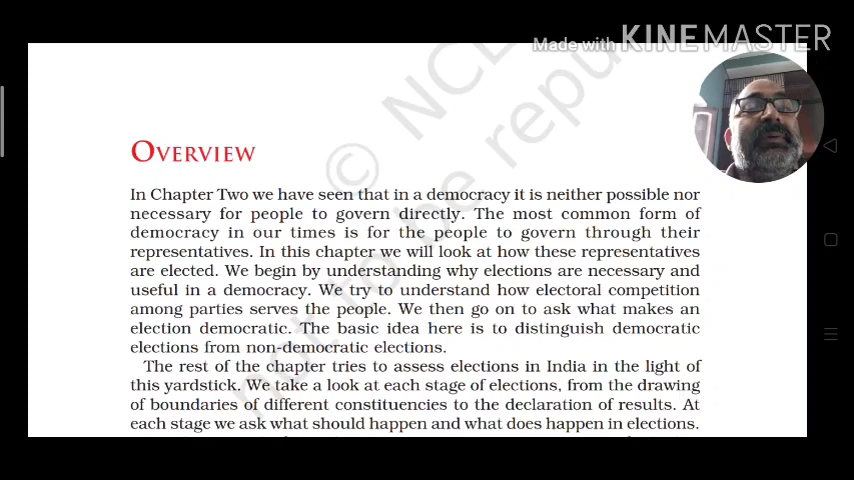 Made with KINEMASTER
© NCE
not to be repu
OVERVIEW
In Chapter Two we have seen that in a democracy it is neither possible nor
necessary for people to govern directly. The most common form of
democracy in our times is for the people to govern through their
representatives. In this chapter we will look at how these representatives
are elected. We begin by understanding why elections are necessary and
useful in a democracy. We try to understand how electoral competition
among parties serves the people. We then go on to ask what makes an
election democratic. The basic idea here is to distinguish democratic
elections from non-democratic elections.
The rest of the chapter tries to assess elections in India in the light of
this yardstick. We take a look at each stage of elections, from the drawing
of boundaries of different constituencies to the declaration of results. At
each stage we ask what should happen and what does happen in elections.